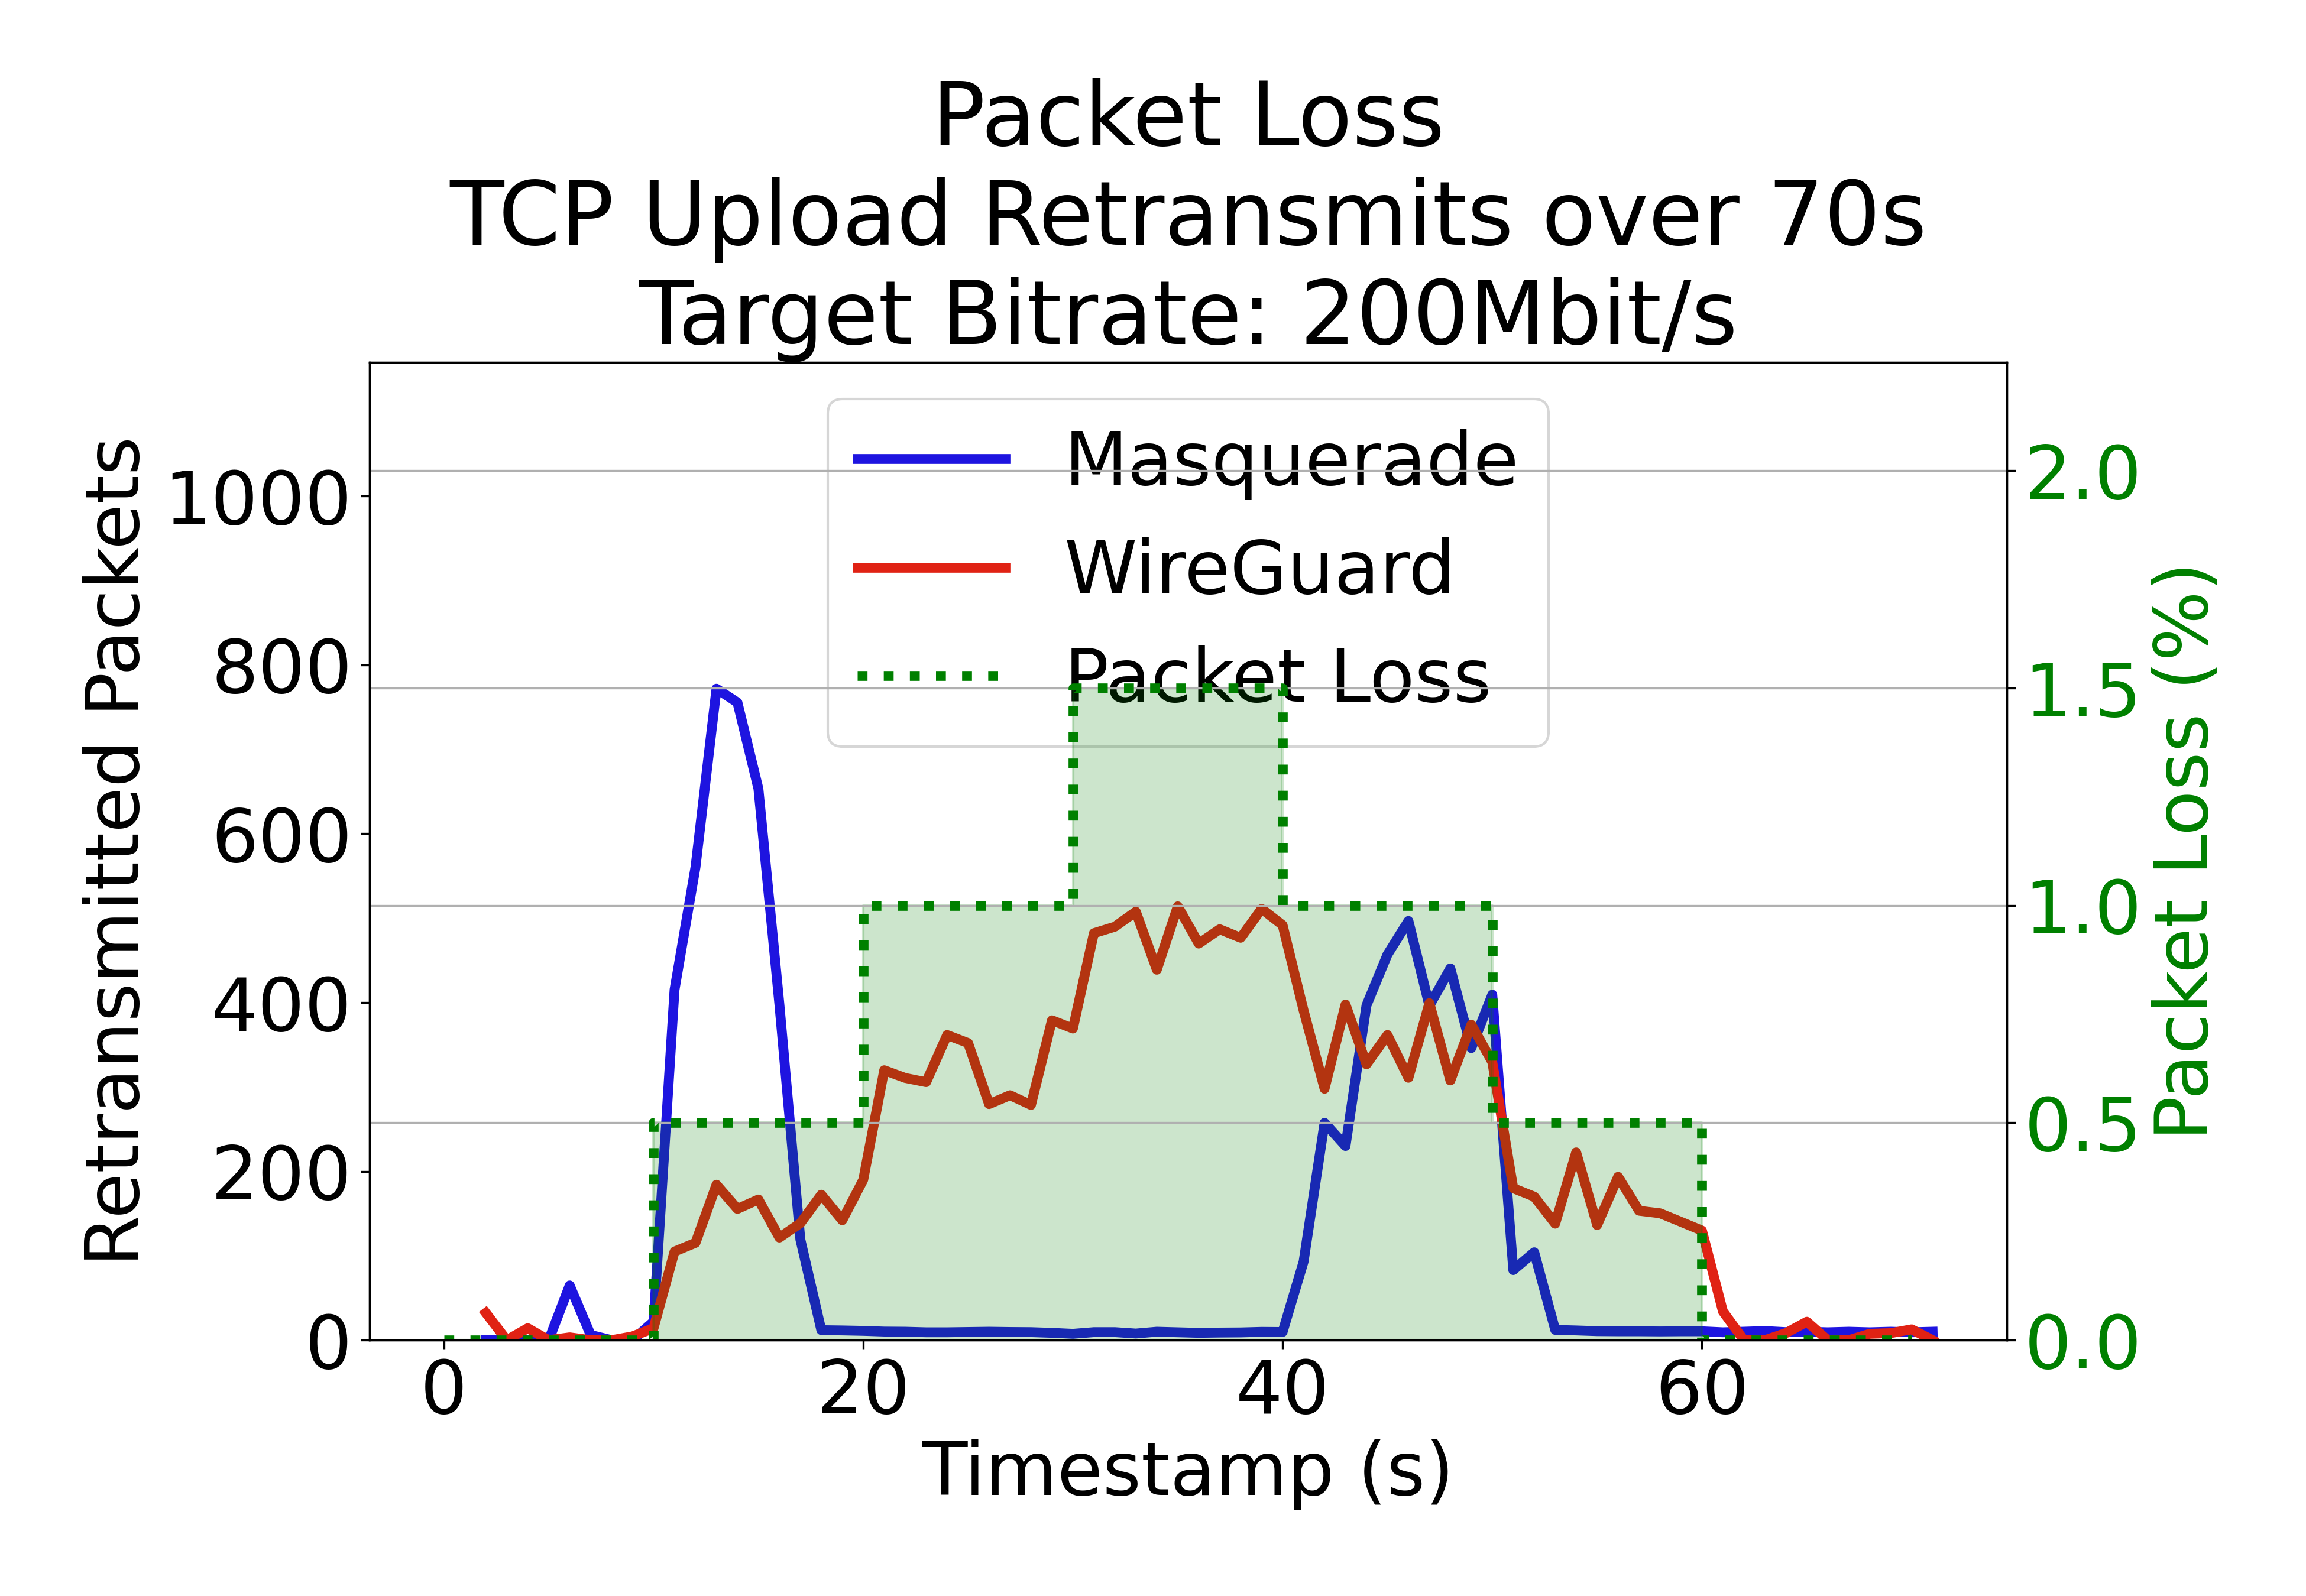 Packet Loss
TCP Upload Retransmits over 70s
Target Bitrate: 200Mbit/s
Retransmitted Packets
1000
800
600
400
200
0
Masquerade
WireGuard
Packet Loss
2.0
1.5
1.0
0.5
0.0
Packet Loss (%)
0 20 40 60
Timestamp (s)